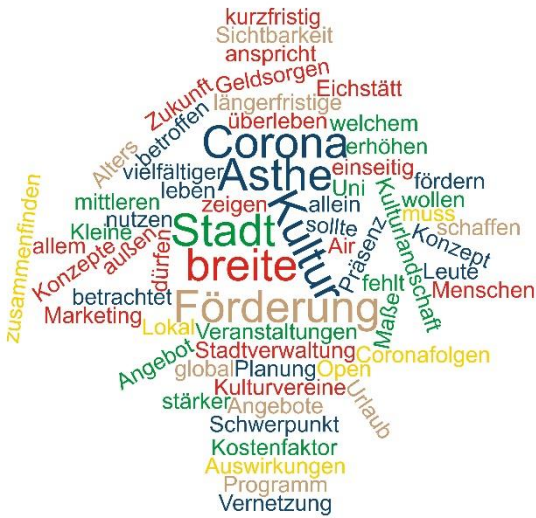 kurzfristig
Sichtbarkeit
anspricht
Geldsorgen
Zukunft
Eichstätt
längerfristige
betroffen
überleben
welchem
Corona
erhöhen
Alters
vielfältiger
Asthe
einseitig
fördern
leben
Uni
wollen
zusammenfinden
mittleren
zeigen
Kultur
allein
Kulturlandschaft
muss
nutzen
Kleine
Stadt
sollte
schaffen
allem
außen
Air
Präsenz
Konzept
Konzepte
dürfen
breite
fehlt
Leute
betrachtet
Maße
Menschen
Marketing
Förderung
Lokal
Veranstaltungen
Angebot
Stadtverwaltung
Coronafolgen
global
Planung
Open
Kulturvereine
Urlaub
stärker
Angebote
Schwerpunkt
Kostenfaktor
Auswirkungen
Programm
Vernetzung